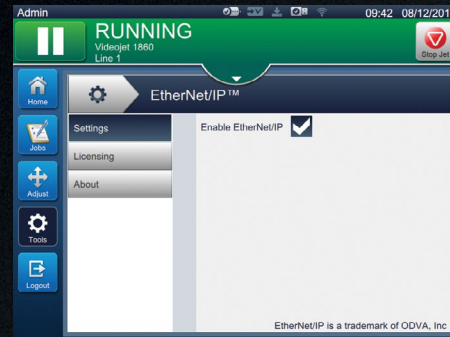 Admin
09:42 08/12/201
RUNNING
Videojet 1860
Line 1
Stop Jet
Home
EtherNet/IP™
Jobs
Settings
Enable EtherNet/IP
Licensing
About
Adjust
Tools
Logout
EtherNet/IP is a trademark of ODVA, Inc